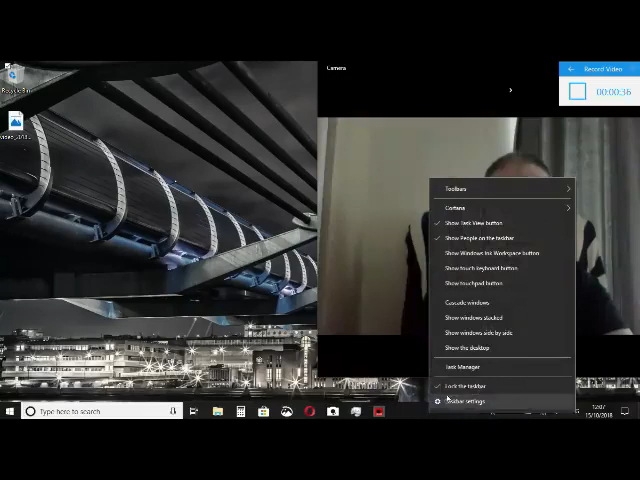 Camera
Record Video
00:00:36
Recycle Bin
Toolbars
Cortana
Show Task View button
Show People on the taskbar
Show Windows Ink Workspace button
Show touch keyboard button
Show touchpad button
Cascade windows
Show windows stacked
Show windows side by side
Show the desktop
Task Manager
Lock the taskbar
Taskbar settings
Type here to search
12:07
15/10/2018